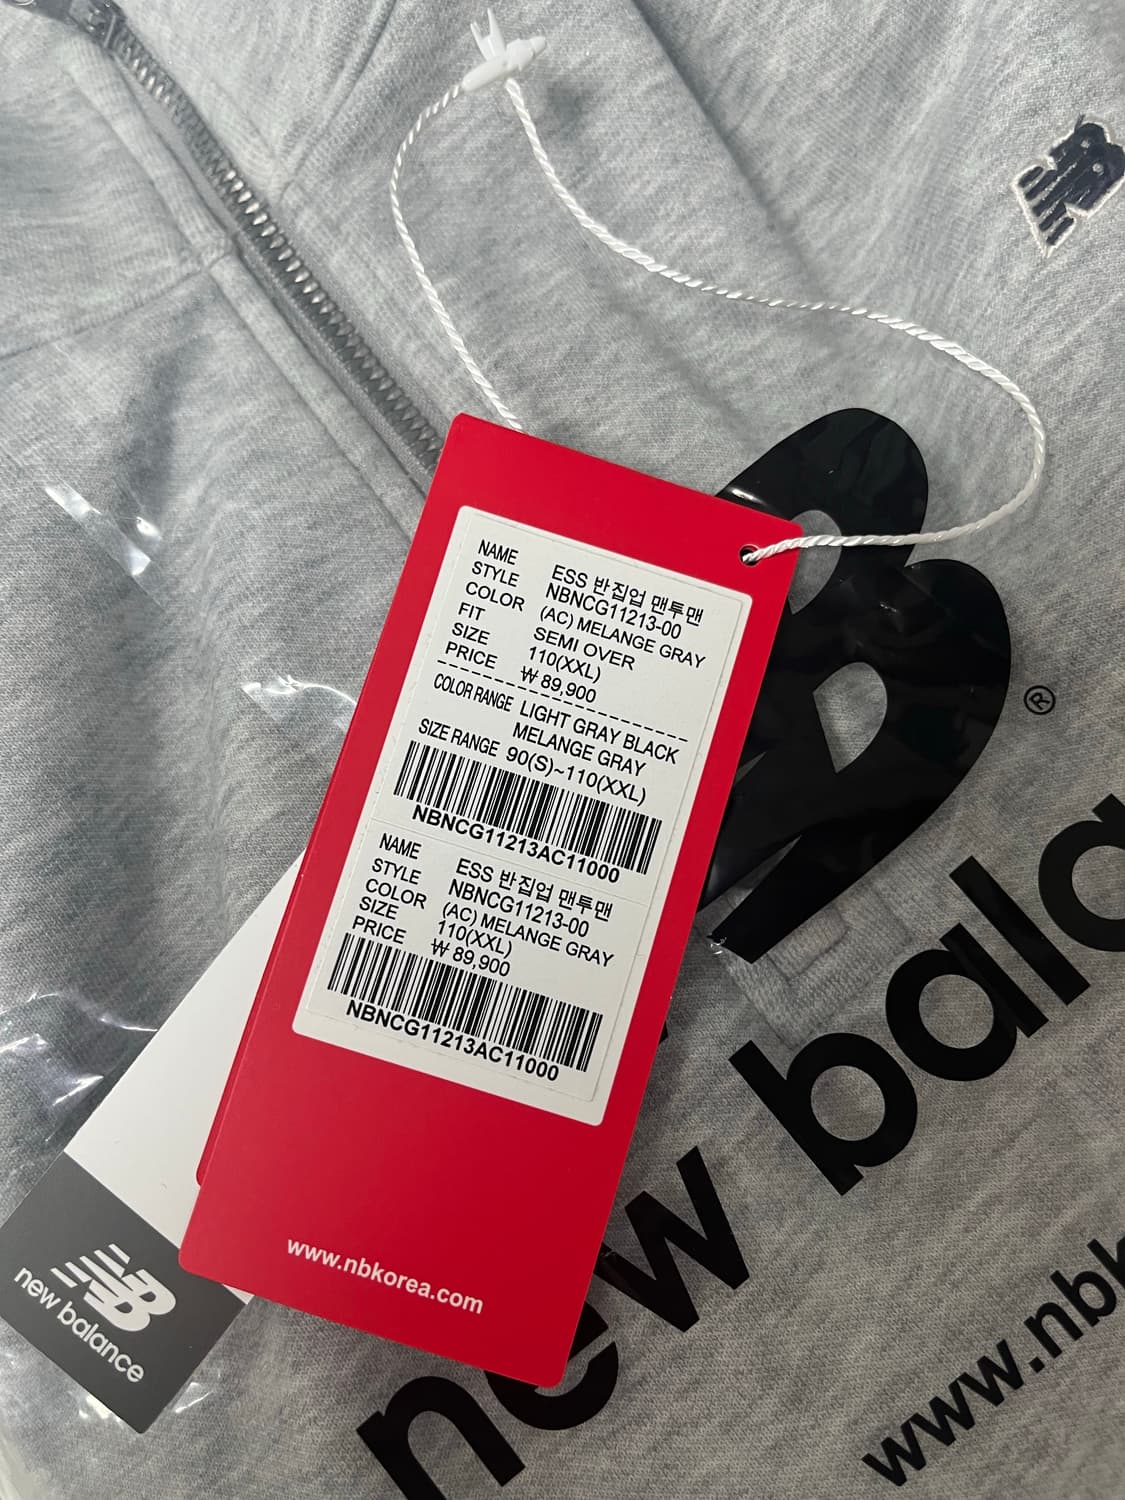 NAME ESS 반집업 맨투맨
STYLE NBNCG11213-00
COLOR (AC) MELANGE GRAY
FIT SEMI OVER
SIZE 110(XXL)
PRICE ₩ 89,900
COLOR RANGE LIGHT GRAY BLACK
MELANGE GRAY
SIZE RANGE 90(S)~110(XXL)
NBNCG11213AC11000
NAME ESS 반집업 맨투맨
STYLE NBNCG11213-00
COLOR (AC) MELANGE GRAY
SIZE 110(XXL)
PRICE ₩ 89,900
NBNCG11213AC11000
www.nbkorea.com
NB
new balance
NB
®
new bala
new
www.nbk